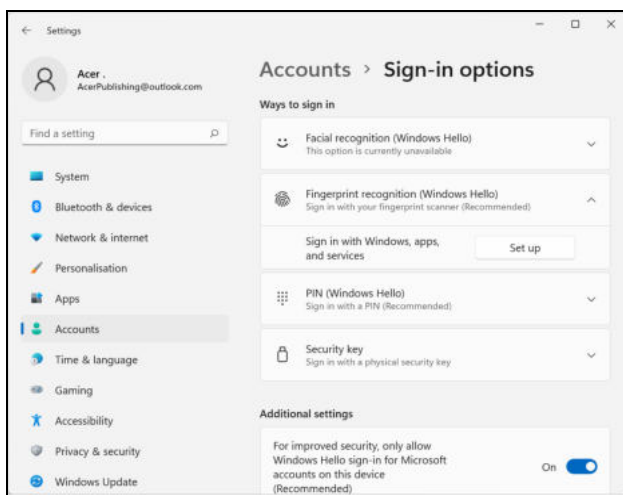 Settings
Acer .
AcerPublishing@outlook.com
Find a setting
System
Bluetooth & devices
Network & internet
Personalisation
Apps
Accounts
Time & language
Gaming
Accessibility
Privacy & security
Windows Update
Accounts > Sign-in options
Ways to sign in
Facial recognition (Windows Hello)
This option is currently unavailable
Fingerprint recognition (Windows Hello)
Sign in with your fingerprint scanner (Recommended)
Sign in with Windows, apps,
and services
Set up
PIN (Windows Hello)
Sign in with a PIN (Recommended)
Security key
Sign in with a physical security key
Additional settings
For improved security, only allow
Windows Hello sign-in for Microsoft
accounts on this device
(Recommended)
On